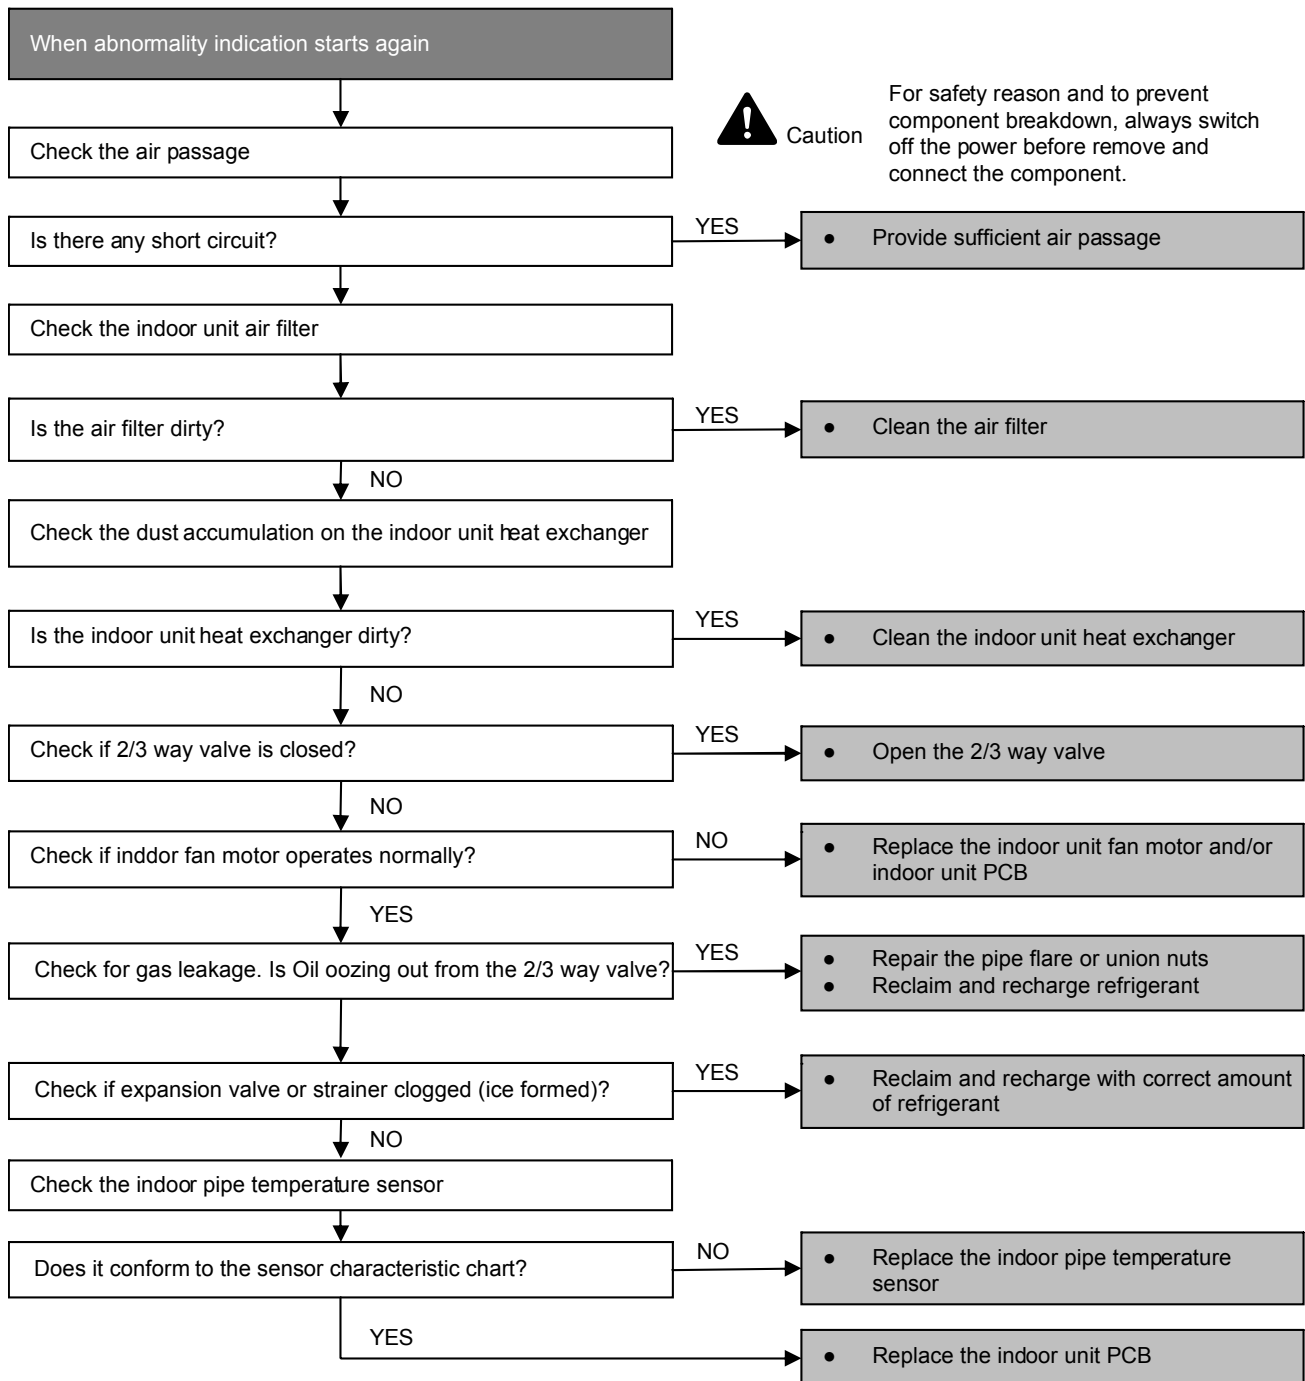 When abnormality indication starts again
Caution
For safety reason and to prevent
component breakdown, always switch
off the power before remove and
connect the component.
Check the air passage
Is there any short circuit?
YES
● Provide sufficient air passage
Check the indoor unit air filter
Is the air filter dirty?
YES
● Clean the air filter
NO
Check the dust accumulation on the indoor unit heat exchanger
Is the indoor unit heat exchanger dirty?
YES
● Clean the indoor unit heat exchanger
NO
Check if 2/3 way valve is closed?
YES
● Open the 2/3 way valve
NO
Check if inddor fan motor operates normally?
NO
● Replace the indoor unit fan motor and/or
indoor unit PCB
YES
Check for gas leakage. Is Oil oozing out from the 2/3 way valve?
YES
● Repair the pipe flare or union nuts
● Reclaim and recharge refrigerant
Check if expansion valve or strainer clogged (ice formed)?
YES
● Reclaim and recharge with correct amount
of refrigerant
NO
Check the indoor pipe temperature sensor
Does it conform to the sensor characteristic chart?
NO
● Replace the indoor pipe temperature
sensor
YES
● Replace the indoor unit PCB